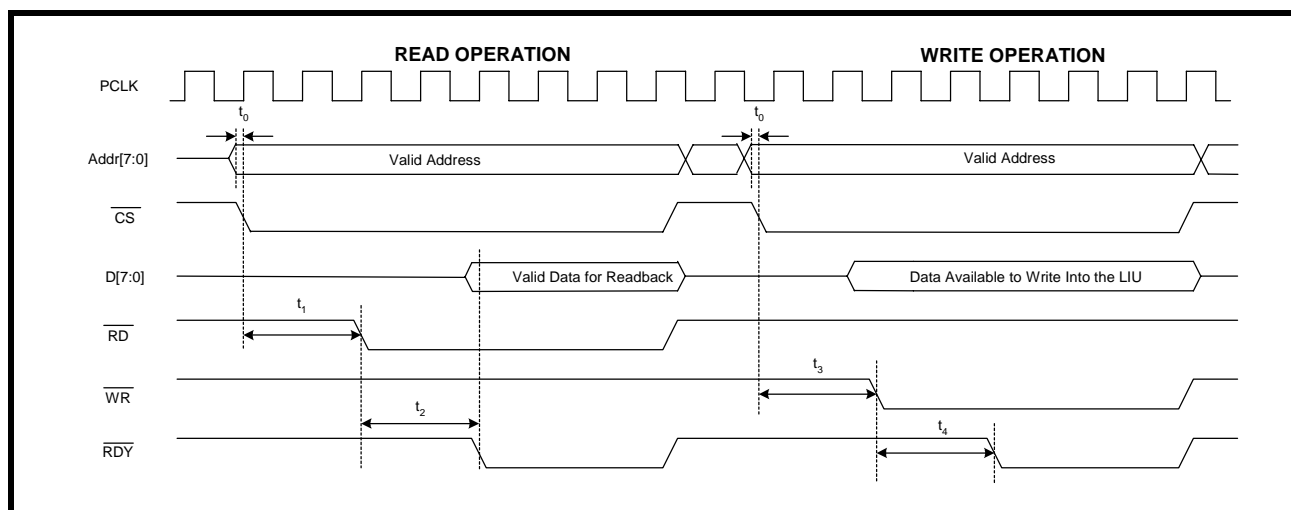 READ OPERATION
WRITE OPERATION
PCLK
t0
t0
Addr[7:0]
Valid Address
Valid Address
CS
D[7:0]
Valid Data for Readback
Data Available to Write Into the LIU
t1
RD
t3
WR
t2
t4
RDY